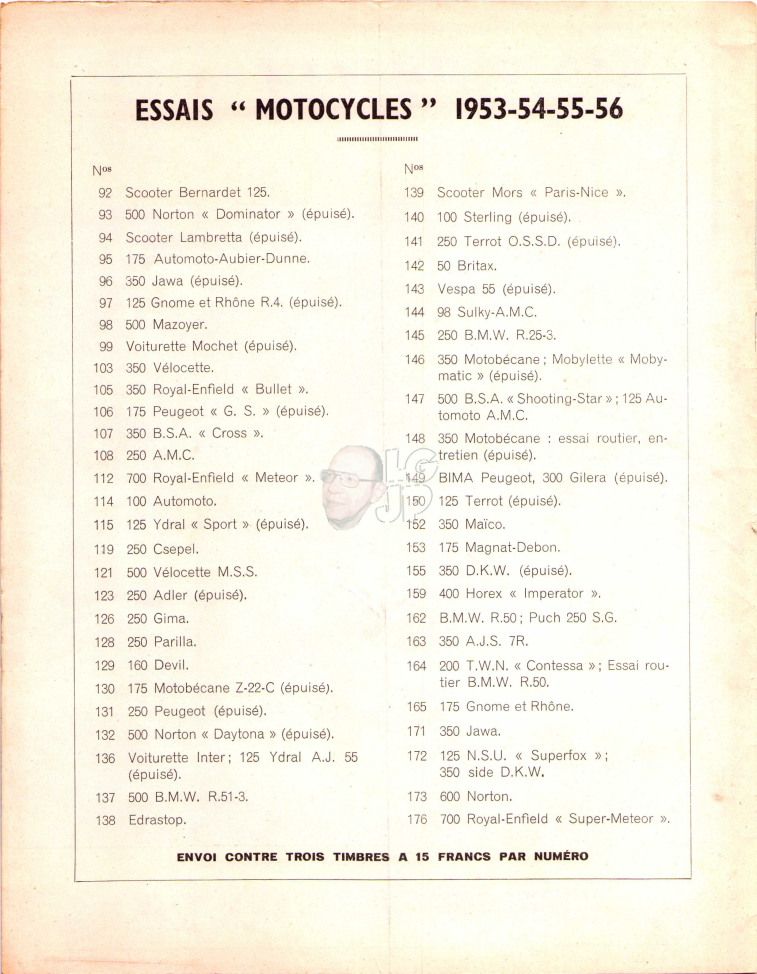 ESSAIS “ MOTOCYCLES ” 1953-54-55-56
Nos
92 Scooter Bernardet 125.
93 500 Norton « Dominator » (épuisé).
94 Scooter Lambretta (épuisé).
95 175 Automoto-Aubier-Dunne.
96 350 Jawa (épuisé).
97 125 Gnome et Rhône R.4. (épuisé).
98 500 Mazoyer.
99 Voiturette Mochet (épuisé).
103 350 Vélocette.
105 350 Royal-Enfield « Bullet ».
106 175 Peugeot « G. S. » (épuisé).
107 350 B.S.A. « Cross ».
108 250 A.M.C.
112 700 Royal-Enfield « Meteor ».
114 100 Automoto.
115 125 Ydral « Sport » (épuisé).
119 250 Csepel.
121 500 Vélocette M.S.S.
123 250 Adler (épuisé).
126 250 Gima.
128 250 Parilla.
129 160 Devil.
130 175 Motobécane Z-22-C (épuisé).
131 250 Peugeot (épuisé).
132 500 Norton « Daytona » (épuisé).
136 Voiturette Inter; 125 Ydral A.J. 55
(épuisé).
137 500 B.M.W. R.51-3.
138 Edrastop.
Nos
139 Scooter Mors « Paris-Nice ».
140 100 Sterling (épuisé).
141 250 Terrot O.S.S.D. (épuisé).
142 50 Britax.
143 Vespa 55 (épuisé).
144 98 Sulky-A.M.C.
145 250 B.M.W. R.25-3.
146 350 Motobécane; Mobylette « Moby-
matic » (épuisé).
147 500 B.S.A. « Shooting-Star »; 125 Au-
tomoto A.M.C.
148 350 Motobécane : essai routier, en-
tretien (épuisé).
149 BIMA Peugeot, 300 Gilera (épuisé).
150 125 Terrot (épuisé).
152 350 Maïco.
153 175 Magnat-Debon.
155 350 D.K.W. (épuisé).
159 400 Horex « Imperator ».
162 B.M.W. R.50; Puch 250 S.G.
163 350 A.J.S. 7R.
164 200 T.W.N. « Contessa »; Essai rou-
tier B.M.W. R.50.
165 175 Gnome et Rhône.
171 350 Jawa.
172 125 N.S.U. « Superfox »;
350 side D.K.W.
173 600 Norton.
176 700 Royal-Enfield « Super-Meteor ».
ENVOI CONTRE TROIS TIMBRES A 15 FRANCS PAR NUMÉRO